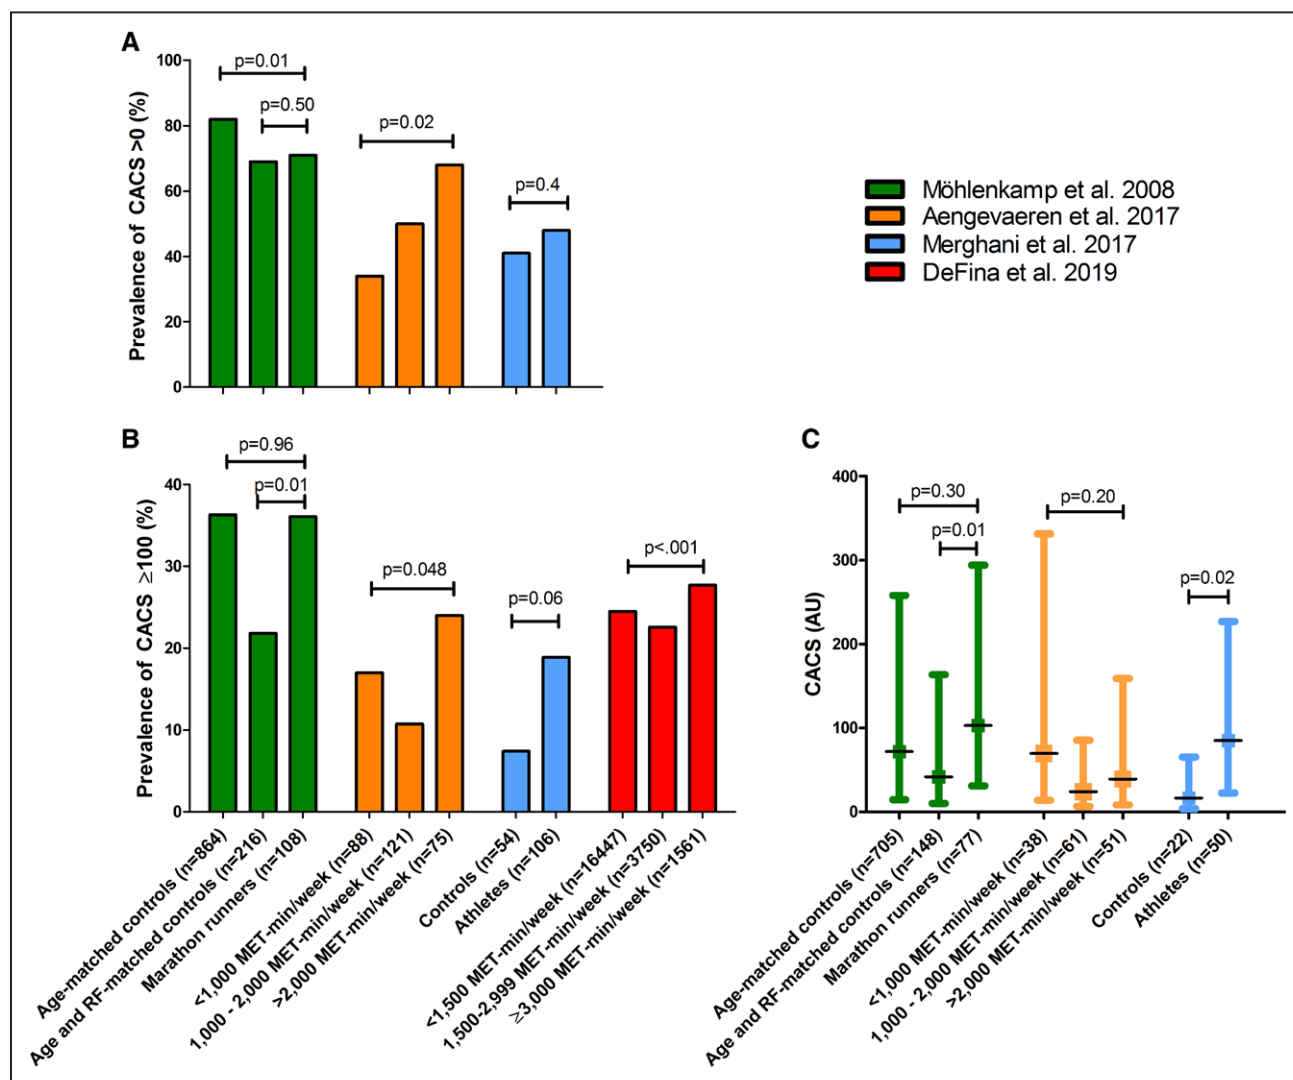 A
Prevalence of CACS >0 (%)
100
80
60
40
20
0
p=0.01
p=0.50
p=0.02
p=0.4
Möhlenkamp et al. 2008
Aengevaeren et al. 2017
Merghani et al. 2017
DeFina et al. 2019
B
Prevalence of CACS ≥100 (%)
40
30
20
10
0
p=0.96
p=0.01
p=0.048
p=0.06
p<.001
Age-matched controls (n=864)
Age and RF-matched controls (n=216)
Marathon runners (n=108)
<1,000 MET-min/week (n=88)
1,000 - 2,000 MET-min/week (n=121)
>2,000 MET-min/week (n=75)
Controls (n=54)
Athletes (n=106)
<1,500 MET-min/week (n=16447)
1,500-2,999 MET-min/week (n=3750)
≥3,000 MET-min/week (n=1561)
C
CACS (AU)
400
300
200
100
0
p=0.30
p=0.01
p=0.20
p=0.02
Age-matched controls (n=705)
Age and RF-matched controls (n=148)
Marathon runners (n=77)
<1,000 MET-min/week (n=38)
1,000 - 2,000 MET-min/week (n=61)
>2,000 MET-min/week (n=51)
Controls (n=22)
Athletes (n=50)